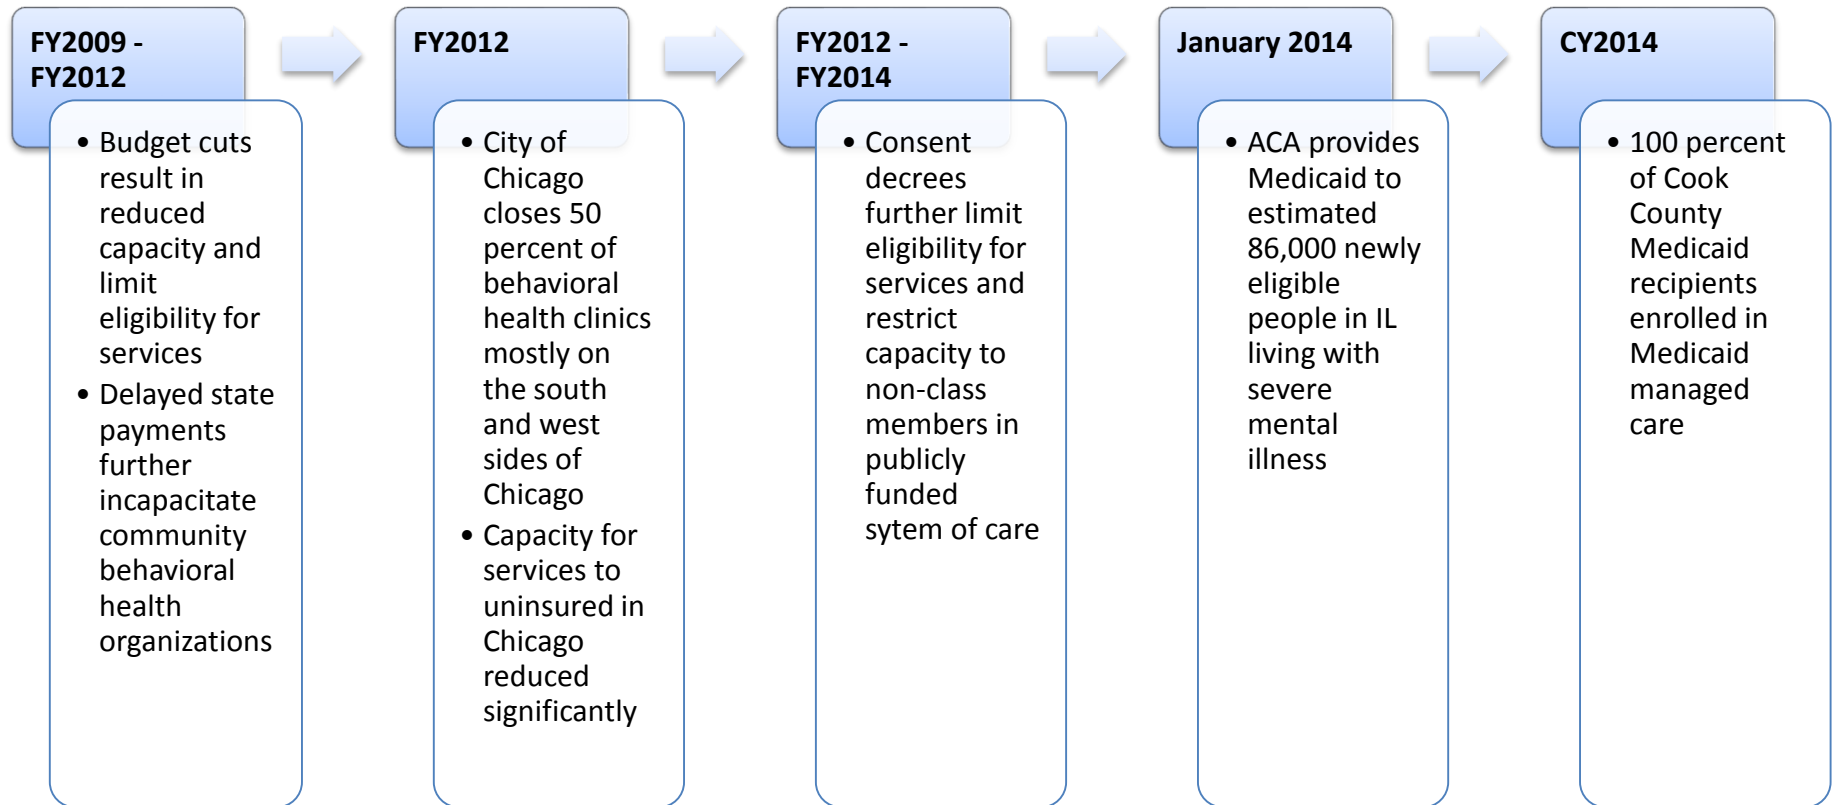 FY2009 -
FY2012
• Budget cuts
result in
reduced
capacity and
limit
eligibility for
services
• Delayed state
payments
further
incapacitate
community
behavioral
health
organizations
FY2012
• City of
Chicago
closes 50
percent of
behavioral
health clinics
mostly on
the south
and west
sides of
Chicago
• Capacity for
services to
uninsured in
Chicago
reduced
significantly
FY2012 -
FY2014
• Consent
decrees
further limit
eligibility for
services and
restrict
capacity to
non-class
members in
publicly
funded
sytem of care
January 2014
• ACA provides
Medicaid to
estimated
86,000 newly
eligible
people in IL
living with
severe
mental
illness
CY2014
• 100 percent
of Cook
County
Medicaid
recipients
enrolled in
Medicaid
managed
care